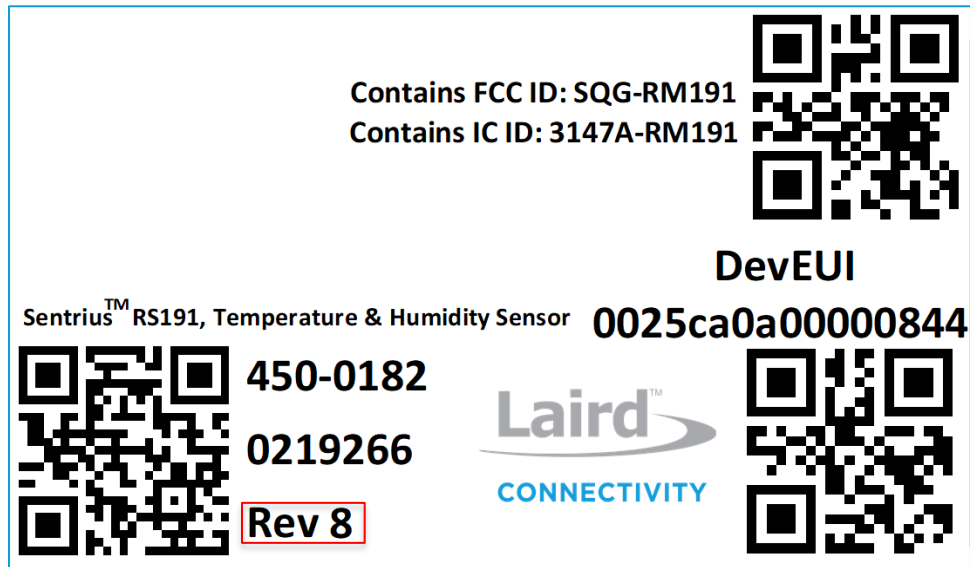 Contains FCC ID: SQG-RM191
Contains IC ID: 3147A-RM191
DevEUI
0025ca0a00000844
Sentrius™ RS191, Temperature & Humidity Sensor
450-0182
0219266
Rev 8
Laird™
CONNECTIVITY